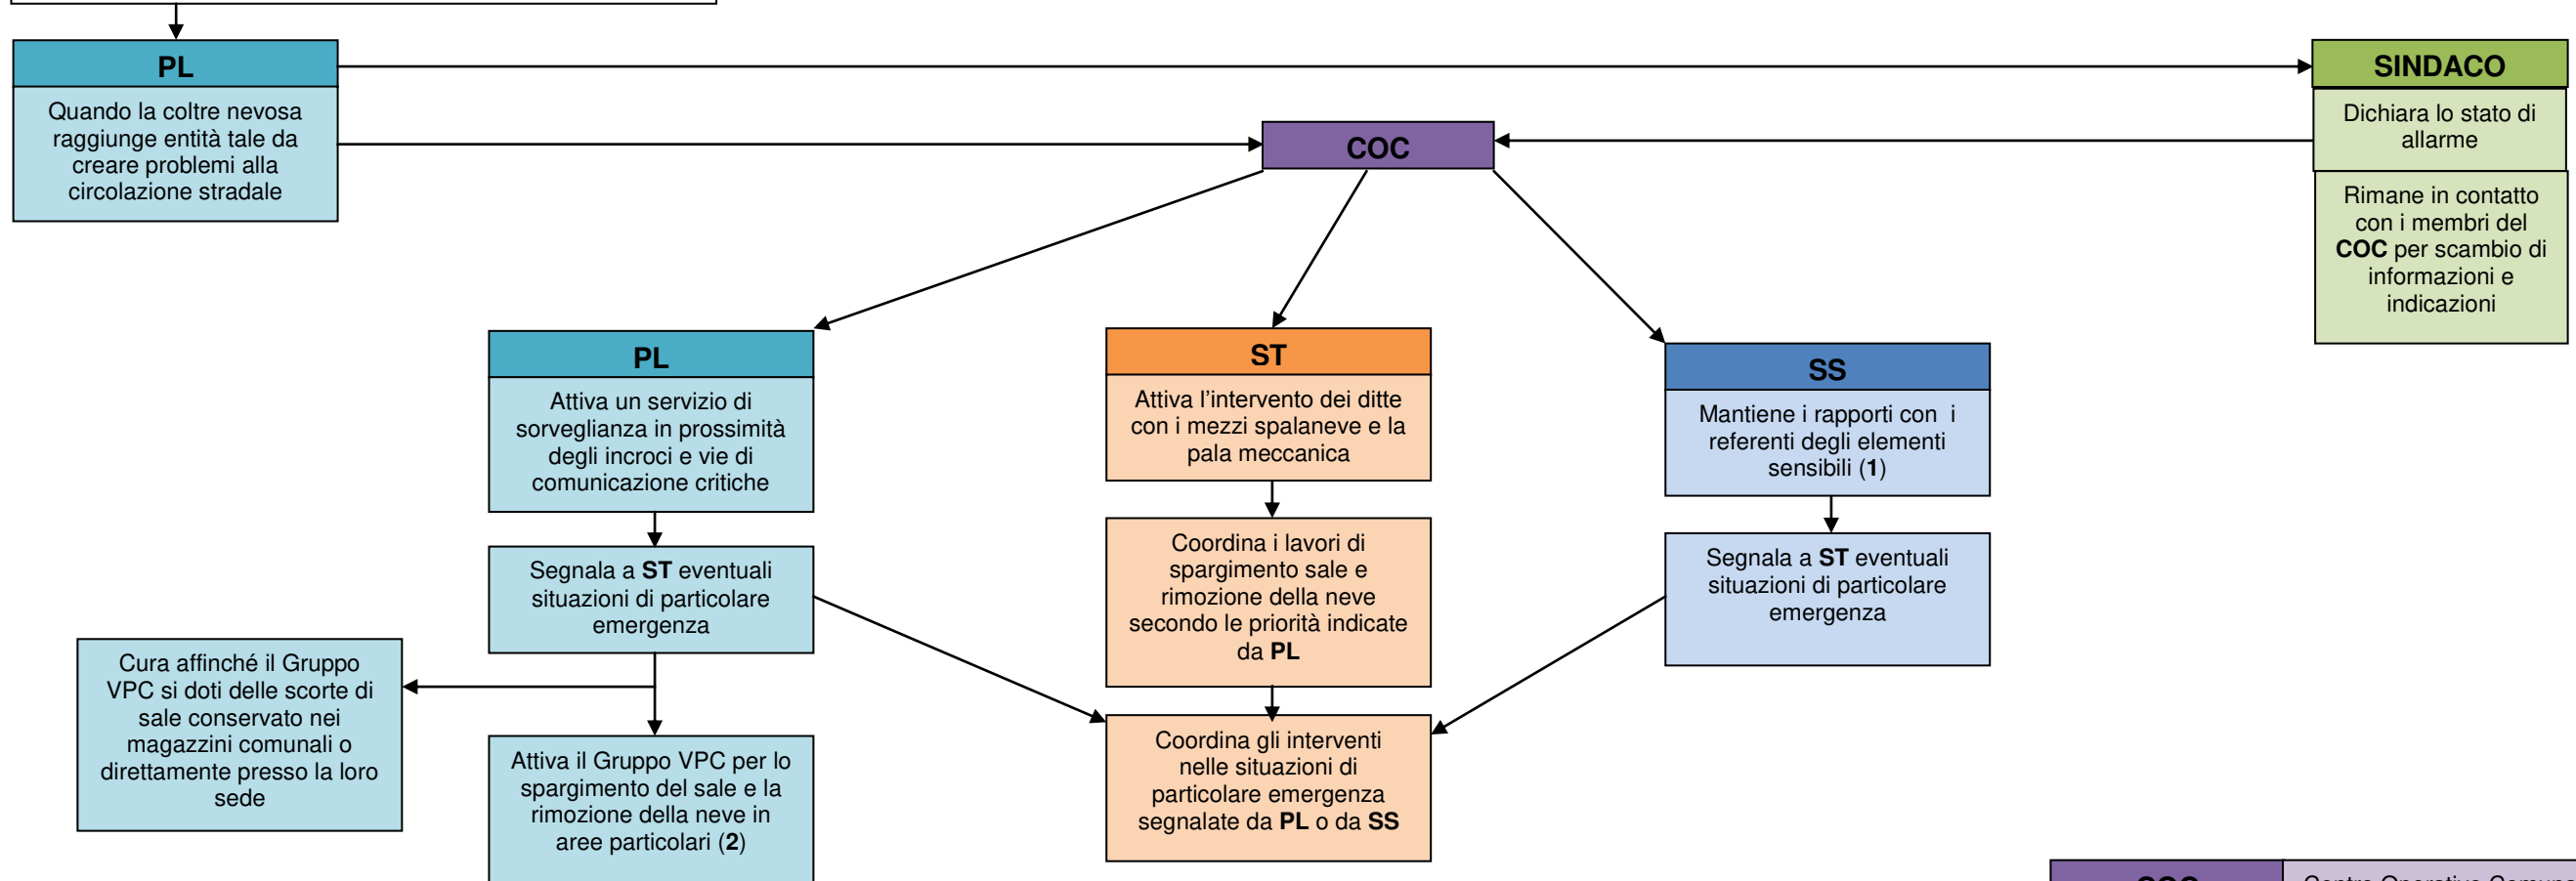 PL
Quando la coltre nevosa
raggiunge entità tale da
creare problemi alla
circolazione stradale
SINDACO
Dichiara lo stato di
allarme
Rimane in contatto
con i membri del
COC per scambio di
informazioni e
indicazioni
COC
PL
Attiva un servizio di
sorveglianza in prossimità
degli incroci e vie di
comunicazione critiche
Segnala a ST eventuali
situazioni di particolare
emergenza
Cura affinché il Gruppo
VPC si doti delle scorte di
sale conservato nei
magazzini comunali o
direttamente presso la loro
sede
Attiva il Gruppo VPC per lo
spargimento del sale e la
rimozione della neve in
aree particolari (2)
ST
Attiva l'intervento dei ditte
con i mezzi spalaneve e la
pala meccanica
Coordina i lavori di
spargimento sale e
rimozione della neve
secondo le priorità indicate
da PL
Coordina gli interventi
nelle situazioni di
particolare emergenza
segnalate da PL o da SS
SS
Mantiene i rapporti con i
referenti degli elementi
sensibili (1)
Segnala a ST eventuali
situazioni di particolare
emergenza
COC
Centro Operativo